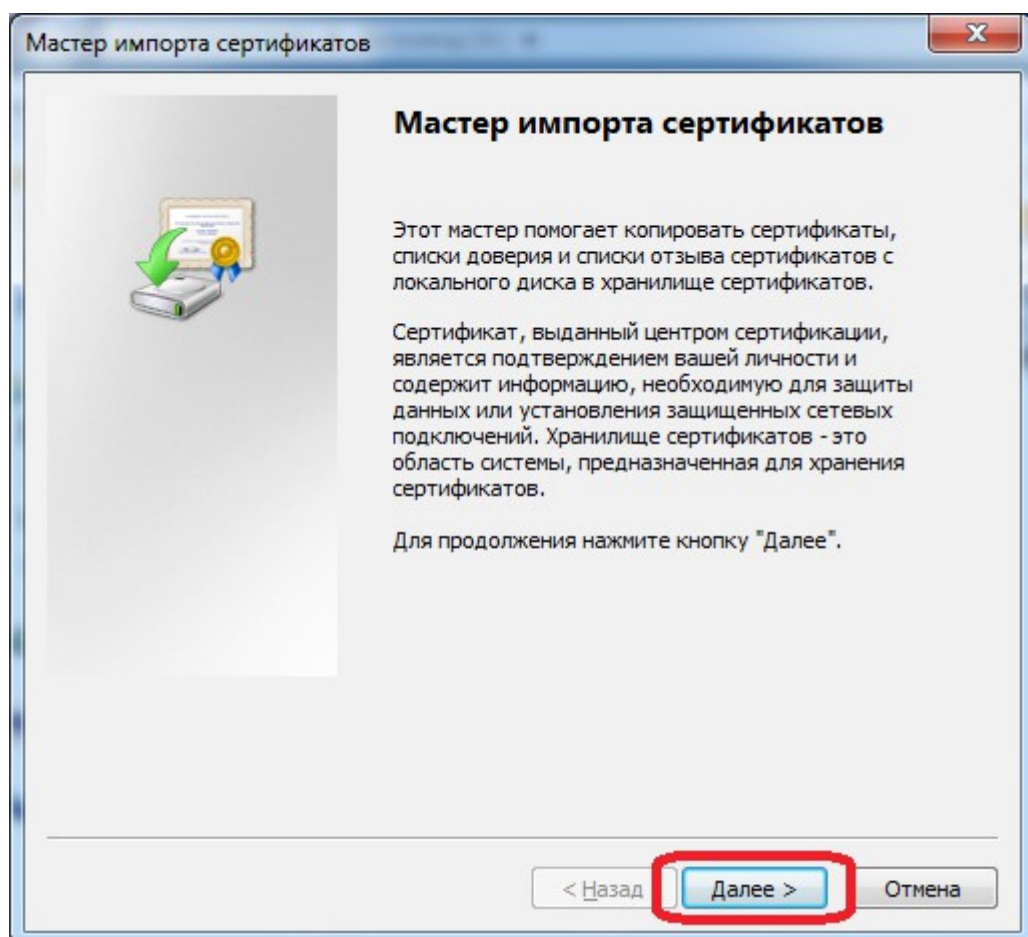 Мастер импорта сертификатов
Мастер импорта сертификатов
Этот мастер помогает копировать сертификаты,
списки доверия и списки отзыва сертификатов с
локального диска в хранилище сертификатов.
Сертификат, выданный центром сертификации,
является подтверждением вашей личности и
содержит информацию, необходимую для защиты
данных или установления защищенных сетевых
подключений. Хранилище сертификатов - это
область системы, предназначенная для хранения
сертификатов.
Для продолжения нажмите кнопку "Далее".
< Назад
Далее >
Отмена